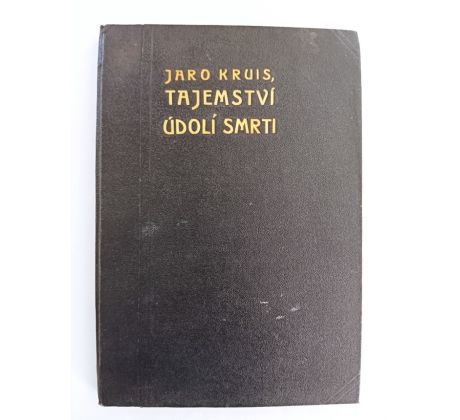 JARO KRUIS,
TAJEMSTVÍ
ÚDOLÍ SMRTI